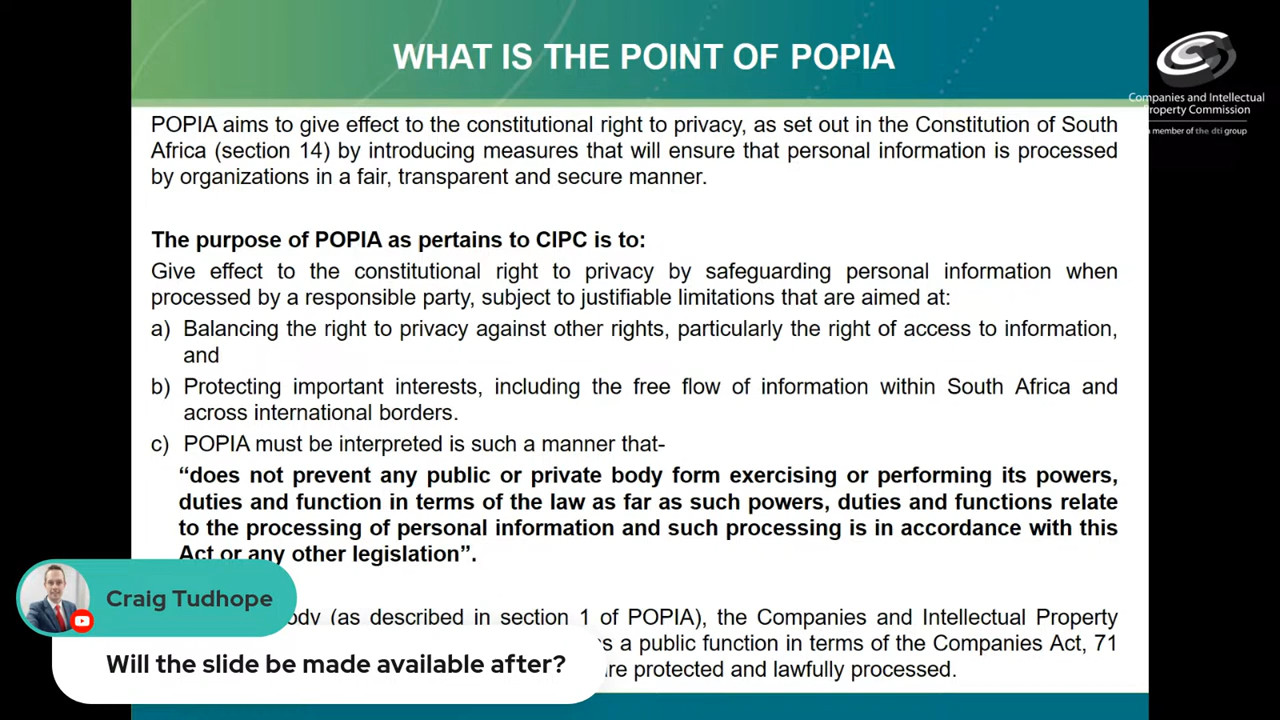 WHAT IS THE POINT OF POPIA
Companies and Intellectual
Property Commission
a member of the dti group
POPIA aims to give effect to the constitutional right to privacy, as set out in the Constitution of South
Africa (section 14) by introducing measures that will ensure that personal information is processed
by organizations in a fair, transparent and secure manner.
The purpose of POPIA as pertains to CIPC is to:
Give effect to the constitutional right to privacy by safeguarding personal information when
processed by a responsible party, subject to justifiable limitations that are aimed at:
a) Balancing the right to privacy against other rights, particularly the right of access to information,
and
b) Protecting important interests, including the free flow of information within South Africa and
across international borders.
c) POPIA must be interpreted is such a manner that-
“does not prevent any public or private body form exercising or performing its powers,
duties and function in terms of the law as far as such powers, duties and functions relate
to the processing of personal information and such processing is in accordance with this
Act or any other legislation”.
(as described in section 1 of POPIA), the Companies and Intellectual Property
a public function in terms of the Companies Act, 71
protected and lawfully processed.
Craig Tudhope
Will the slide be made available after?